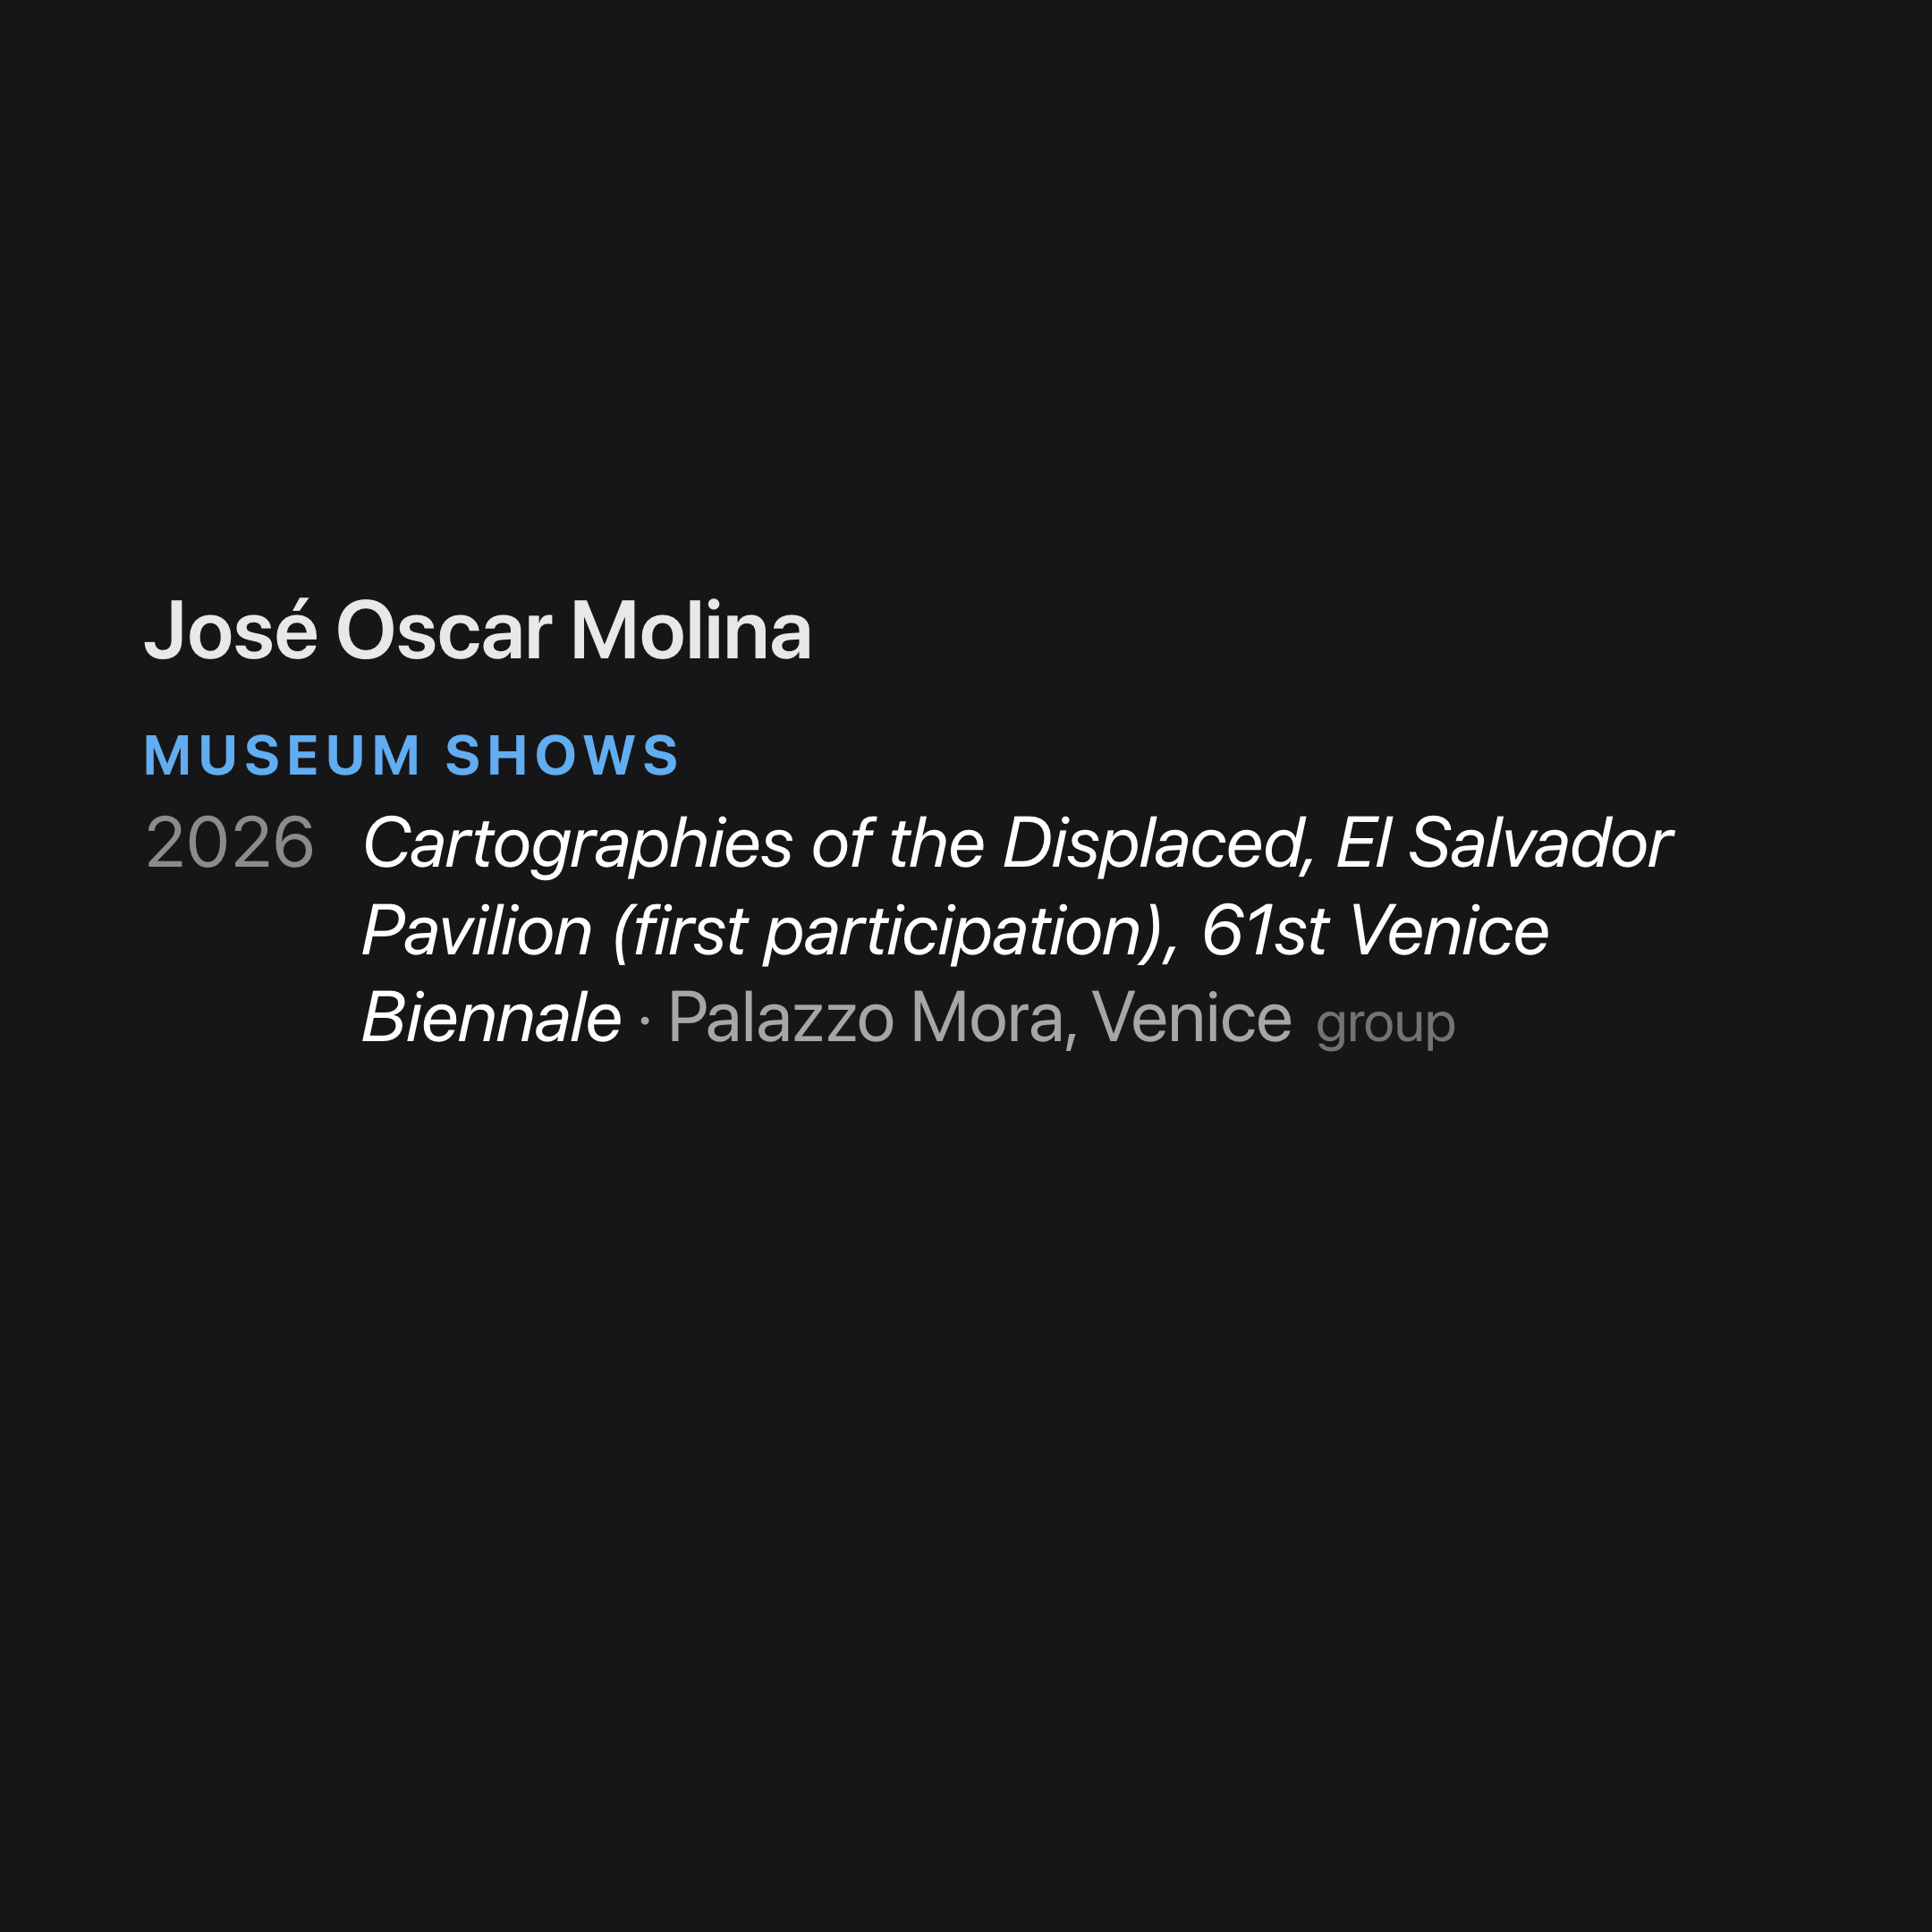 José Oscar Molina
MUSEUM SHOWS
2026 Cartographies of the Displaced, El Salvador
Pavilion (first participation), 61st Venice
Biennale · Palazzo Mora, Venice group